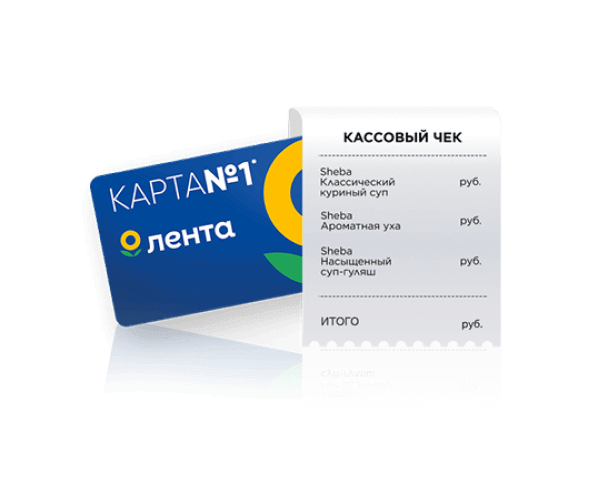 КАРТА№1*
лента
КАССОВЫЙ ЧЕК
Sheba
Классический
куриный суп
руб.
Sheba
Ароматная уха
руб.
Sheba
Насыщенный
суп-гуляш
руб.
ИТОГО
руб.